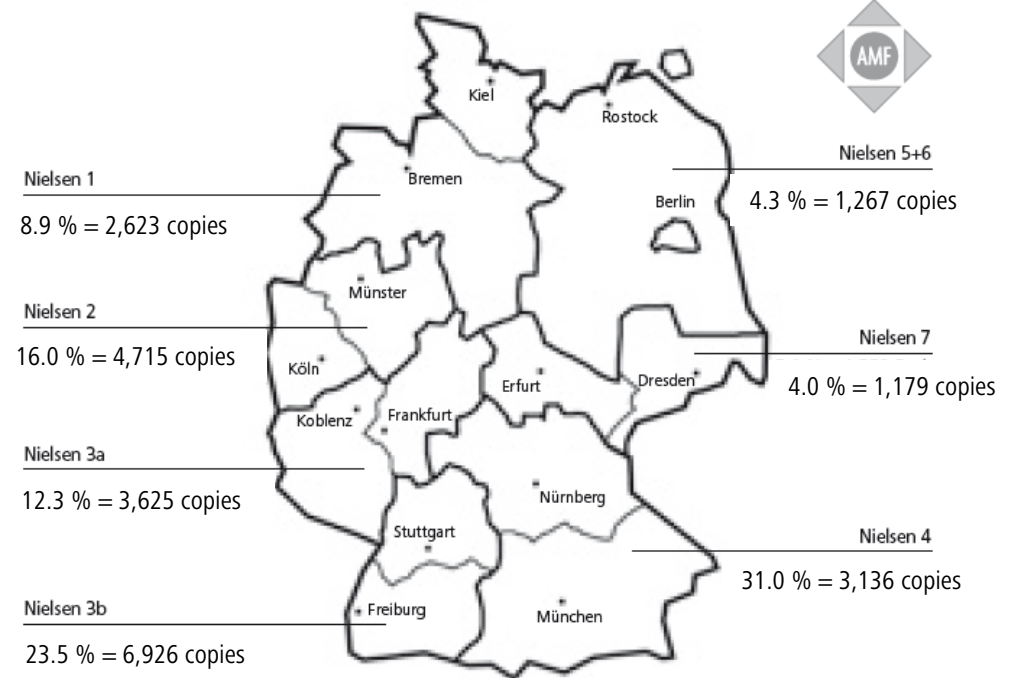 AMF
Kiel
Rostock
Nielsen 5+6
4.3 % = 1,267 copies
Nielsen 1
8.9 % = 2,623 copies
Bremen
Berlin
Münster
Nielsen 2
16.0 % = 4,715 copies
Köln
Nielsen 7
4.0 % = 1,179 copies
Erfurt
Dresden
Koblenz
Frankfurt
Nielsen 3a
12.3 % = 3,625 copies
Nürnberg
Stuttgart
Nielsen 4
31.0 % = 3,136 copies
Nielsen 3b
23.5 % = 6,926 copies
Freiburg
München